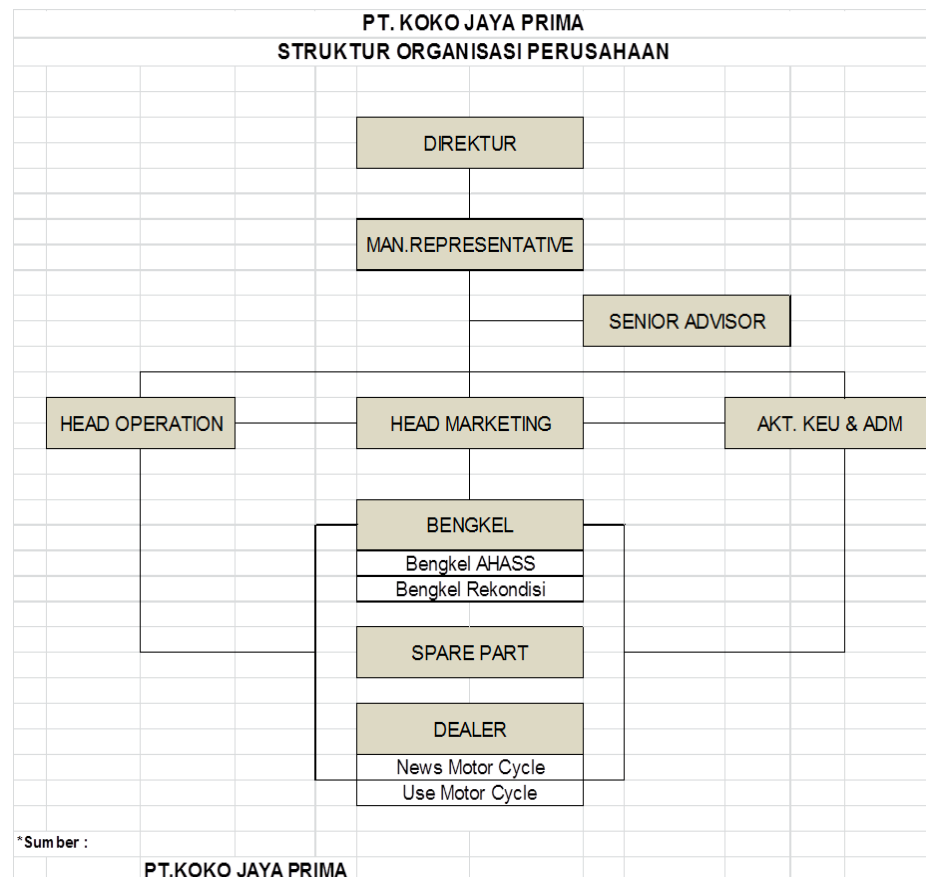 PT. KOKO JAYA PRIMA
STRUKTUR ORGANISASI PERUSAHAAN
DIREKTUR
MAN.REPRESENTATIVE
SENIOR ADVISOR
HEAD OPERATION
HEAD MARKETING
AKT. KEU & ADM
BENGKEL
Bengkel AHASS
Bengkel Rekondisi
SPARE PART
DEALER
News Motor Cycle
Use Motor Cycle
*Sumber :
PT.KOKO JAYA PRIMA